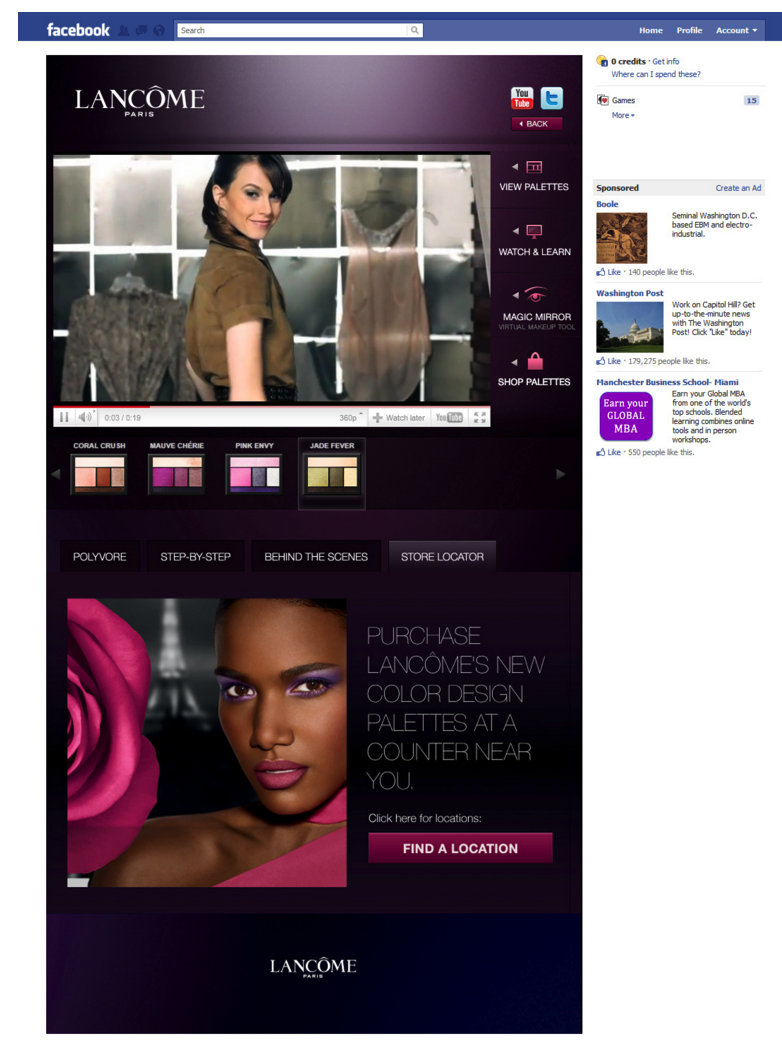 facebook
Search
Home Profile Account
LANCÔME
PARIS
You
Tube
BACK
VIEW PALETTES
WATCH & LEARN
MAGIC MIRROR
VIRTUAL MAKEUP TOOL
SHOP PALETTES
0:03 / 0:19
360p
Watch later
YouTube
CORAL CRUSH MAUVE CHÉRIE PINK ENVY JADE FEVER
POLYVORE STEP-BY-STEP BEHIND THE SCENES STORE LOCATOR
PURCHASE
LANCÔME'S NEW
COLOR DESIGN
PALETTES AT A
COUNTER NEAR
YOU.
Click here for locations:
FIND A LOCATION
LANCÔME
PARIS
0 credits · Get info
Where can I spend these?
Games 15
More
Sponsored Create an Ad
Boole
Seminal Washington D.C.
based EBM and electro-
industrial.
Like · 140 people like this.
Washington Post
Work on Capitol Hill? Get
up-to-the-minute news
with The Washington
Post! Click "Like" today!
Like · 179,275 people like this.
Manchester Business School- Miami
Earn your
GLOBAL
MBA
Earn your Global MBA
from one of the world's
top schools. Blended
learning combines online
tools and in person
workshops.
Like · 550 people like this.